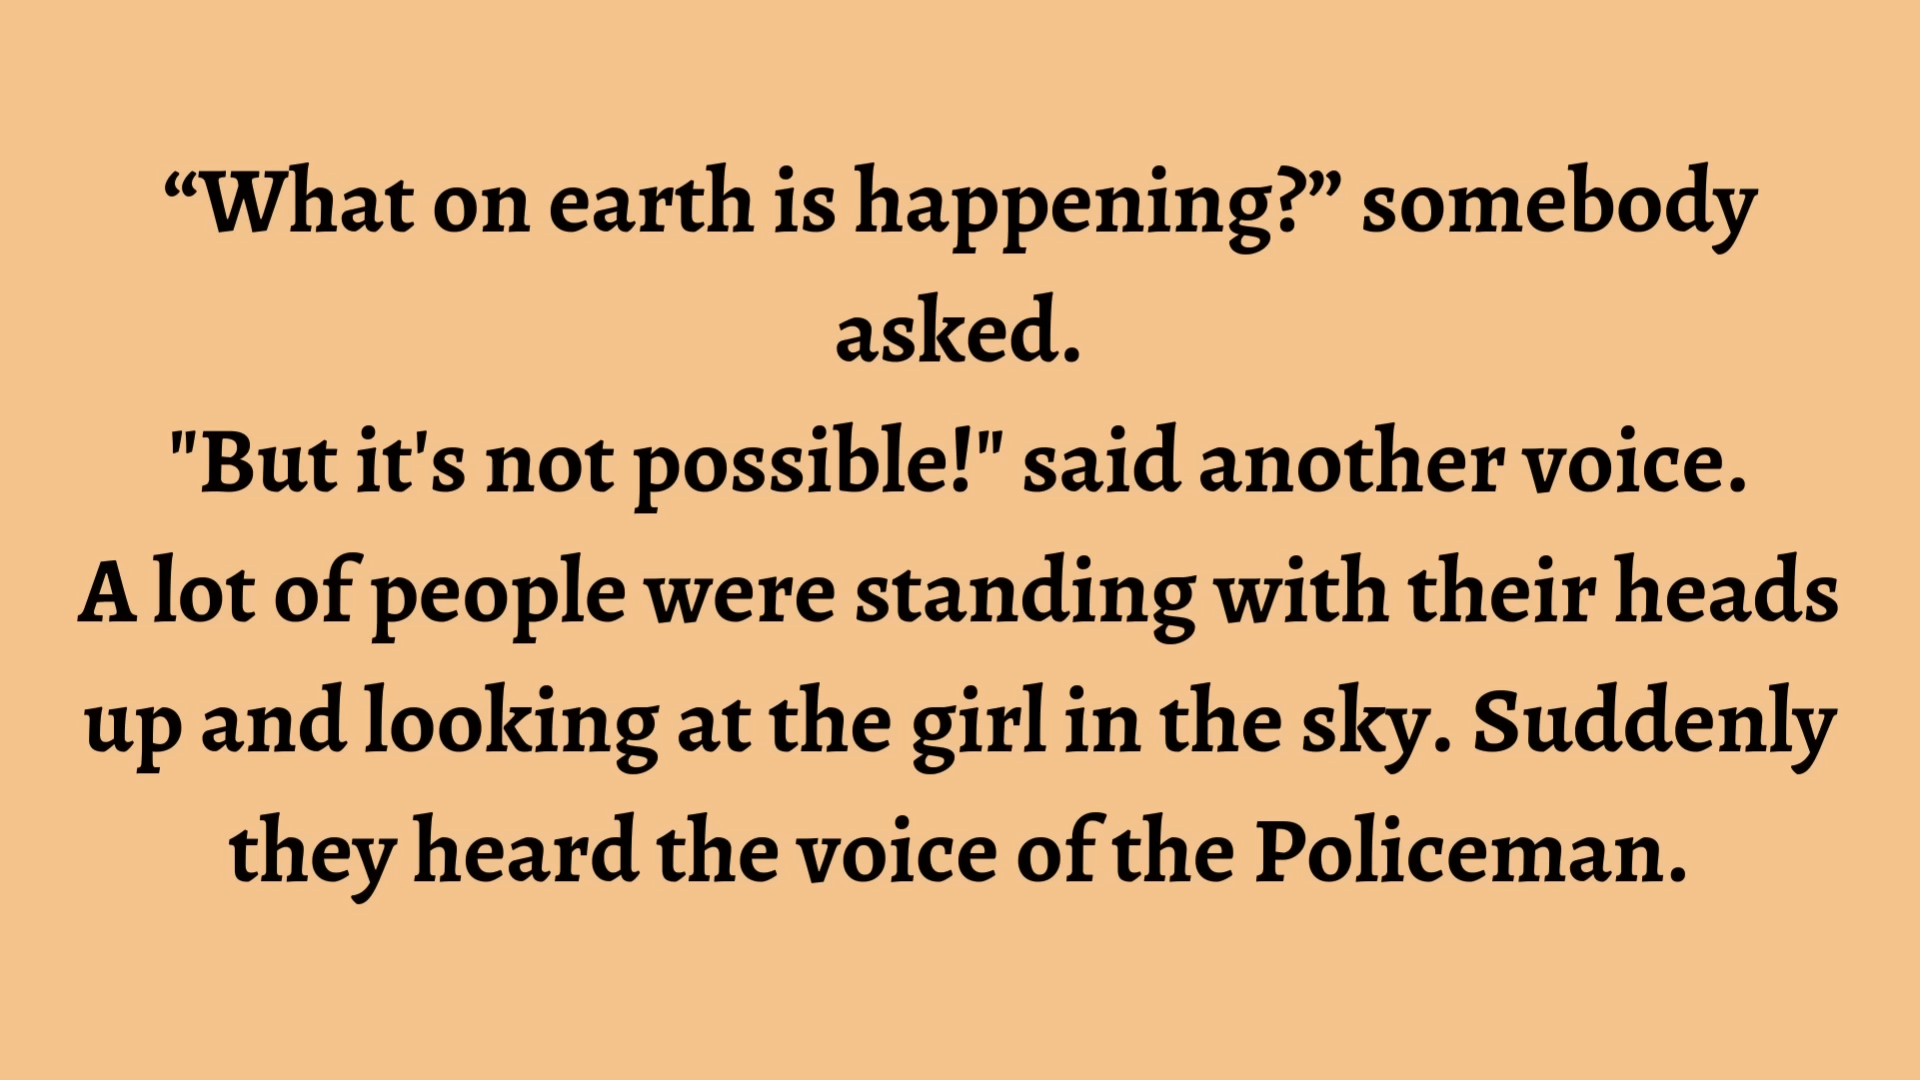 “What on earth is happening?” somebody
asked.
"But it's not possible!" said another voice.
A lot of people were standing with their heads
up and looking at the girl in the sky. Suddenly
they heard the voice of the Policeman.